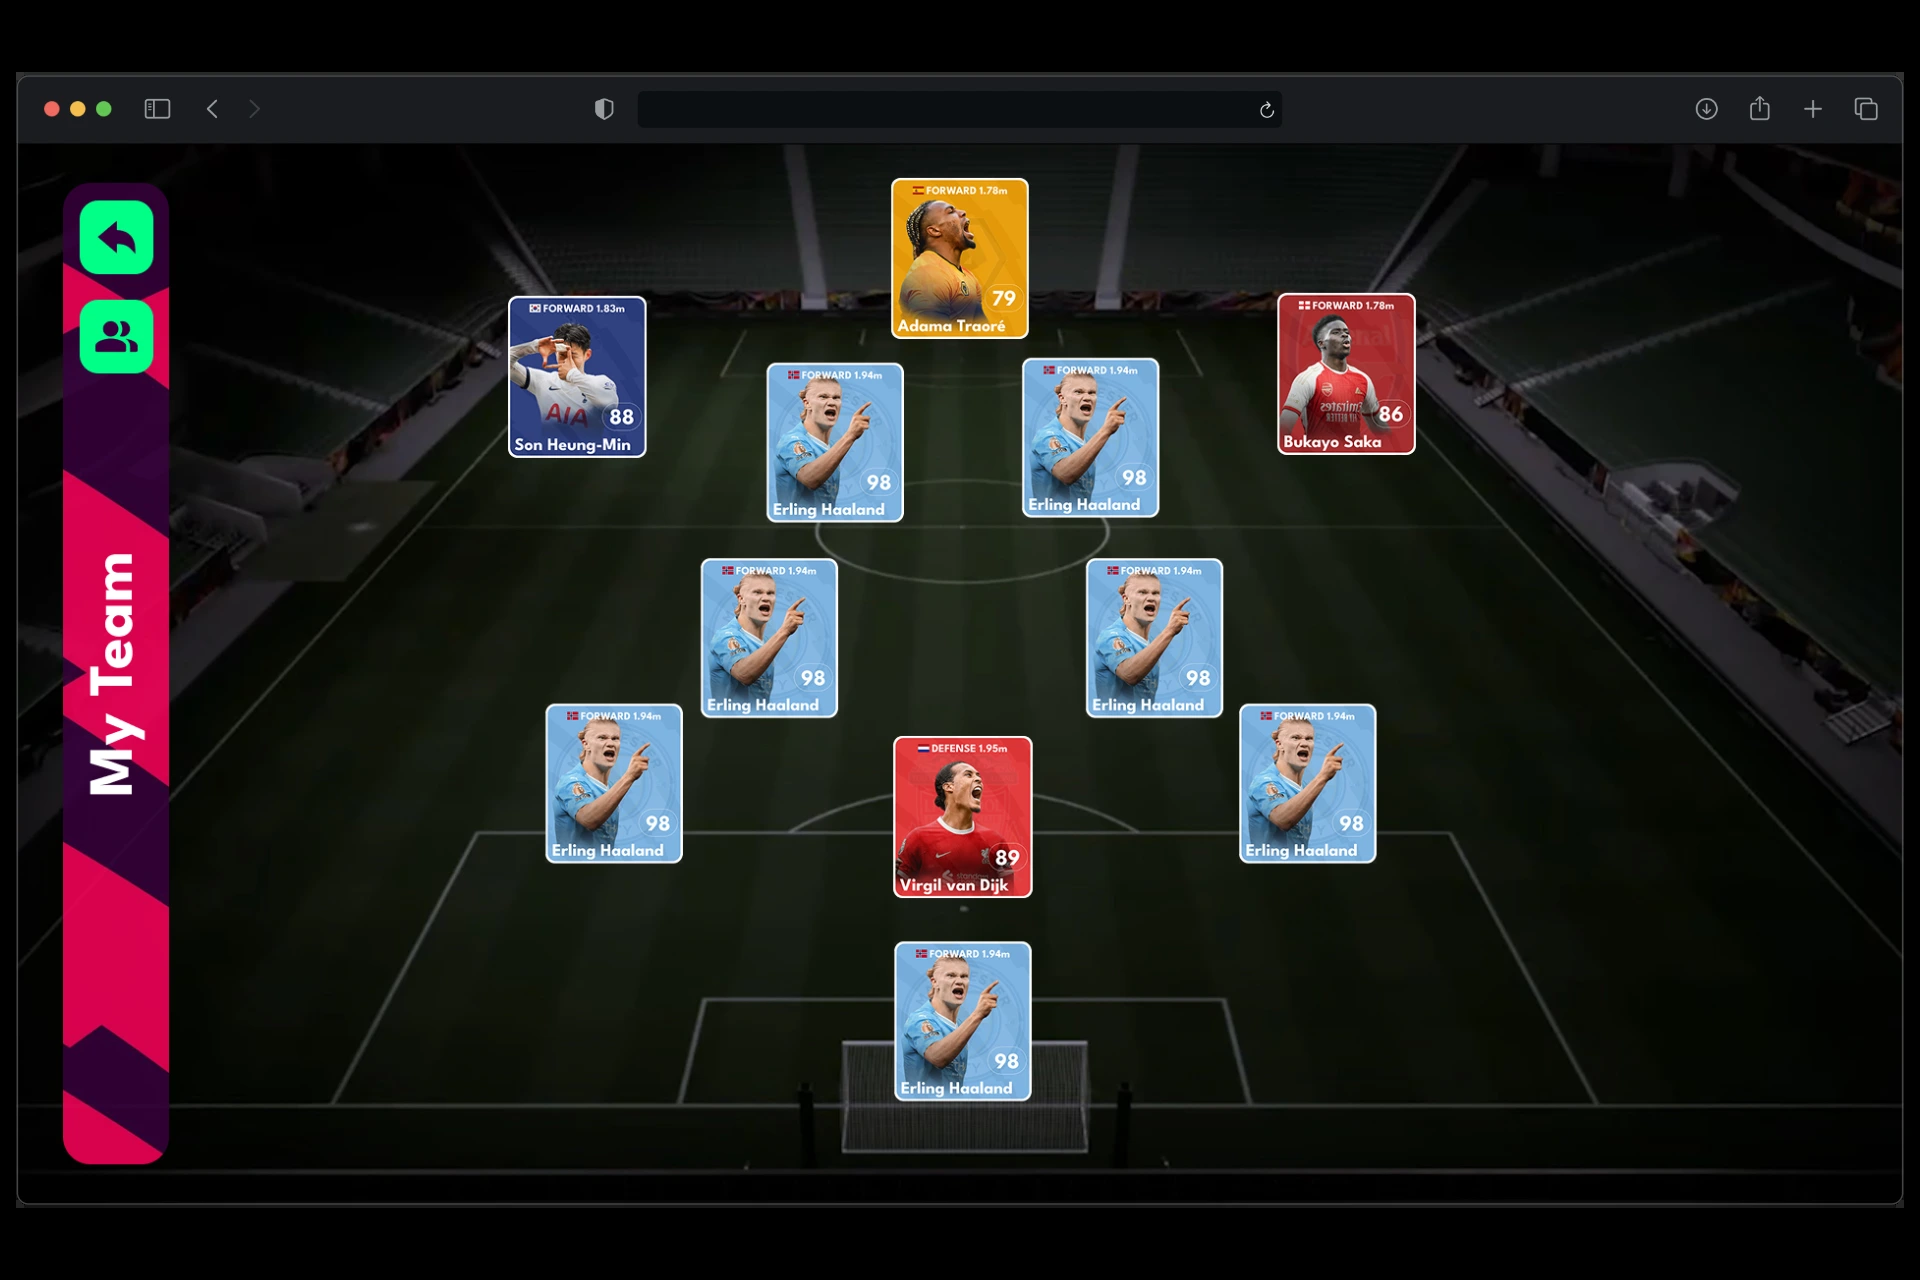 My Team
FORWARD 1.78m
79
Adama Traoré
FORWARD 1.83m
AIA
88
Son Heung-Min
FORWARD 1.78m
86
Bukayo Saka
FORWARD 1.94m
98
Erling Haaland
FORWARD 1.94m
98
Erling Haaland
FORWARD 1.94m
98
Erling Haaland
FORWARD 1.94m
98
Erling Haaland
FORWARD 1.94m
98
Erling Haaland
DEFENSE 1.95m
89
Virgil van Dijk
FORWARD 1.94m
98
Erling Haaland
FORWARD 1.94m
98
Erling Haaland